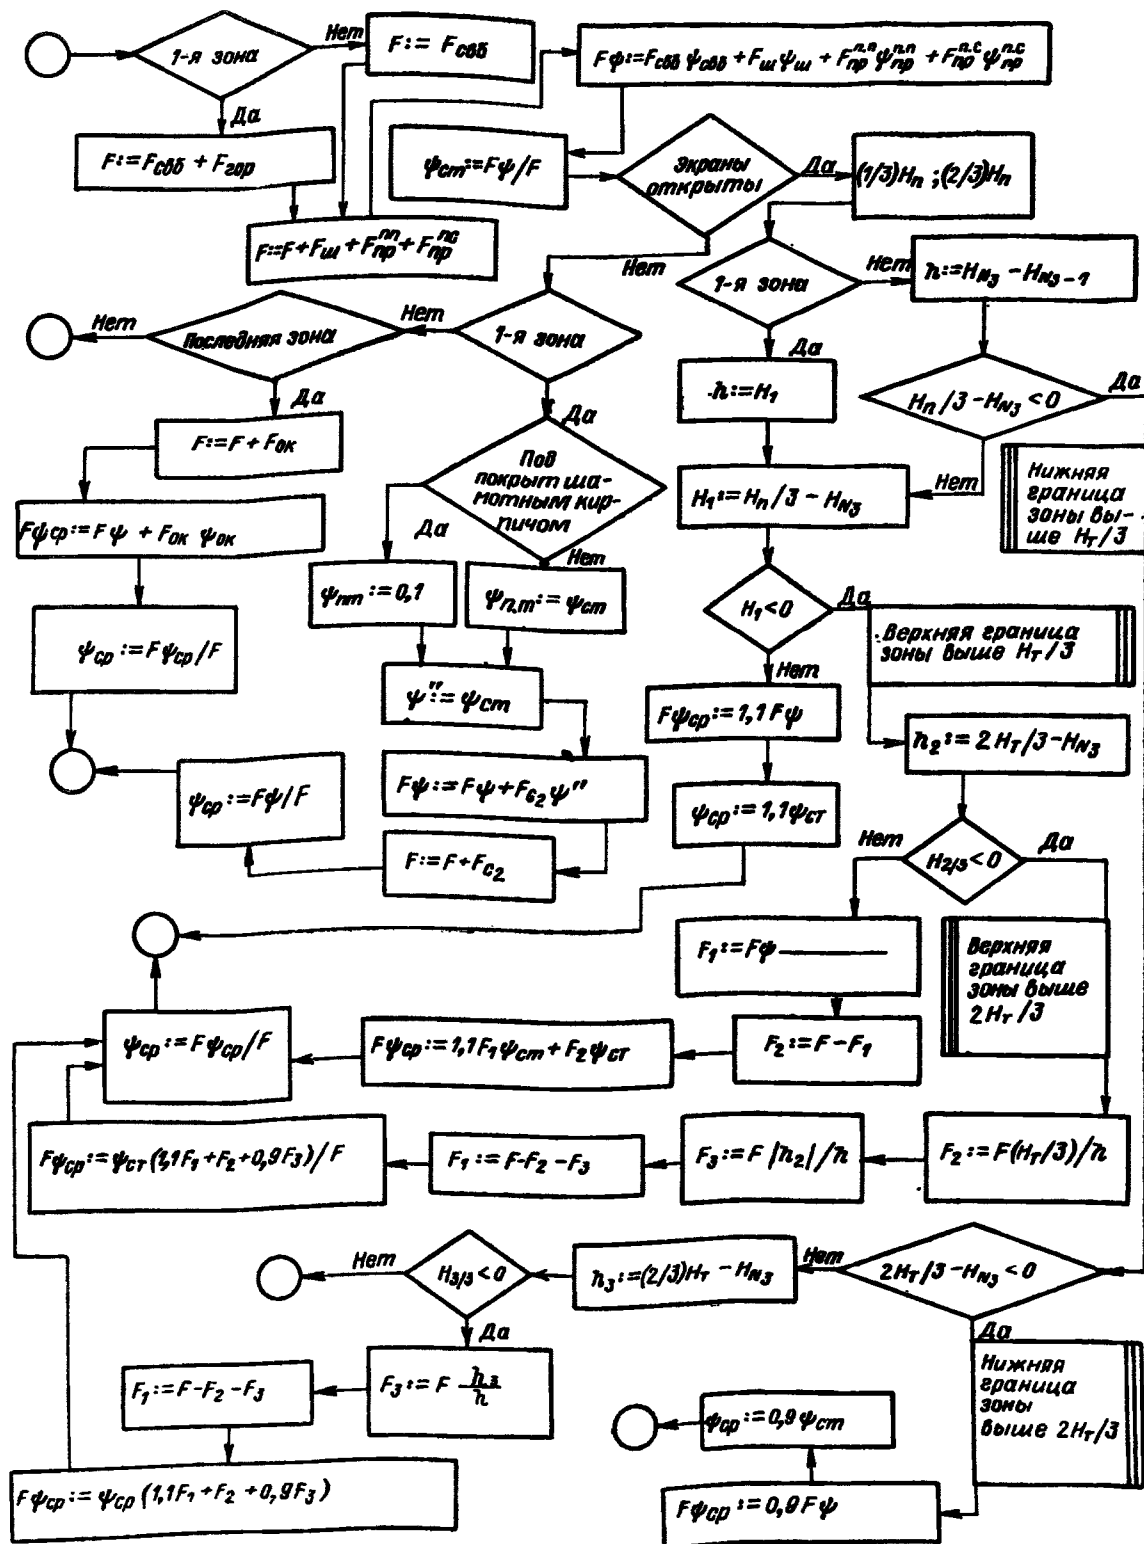 1-я зона
Нет
F := Fсвб
Fψ := Fсвб ψсвб + Fш ψш + Fпр^п.п ψпр^п.п + Fпр^п.с ψпр^п.с
Да
F := Fсвб + Fгор
ψст := Fψ/F
Экраны
открыты
Да
(1/3)Hп ; (2/3)Hп
F := F + Fш + Fпр^пп + Fпр^пс
Нет
1-я зона
Нет
h := HNз − HNз−1
Нет
Последняя зона
Нет
1-я зона
Да
h := H1
Hп/3 − HNз < 0
Да
Да
F := F + Fок
Да
Под
покрыт ша-
мотным кир-
пичом
H1 := Hп/3 − HNз
Нет
Нижняя
граница
зоны вы-
ше Hт/3
Fψср := Fψ + Fок ψок
Да
Нет
ψпт := 0,1
ψп.т := ψст
H1 < 0
Да
Верхняя граница
зоны выше Hт/3
ψср := Fψср/F
Нет
ψ'' := ψст
Fψср := 1,1Fψ
h2 := 2Hт/3 − HNз
ψср := Fψ/F
Fψ := Fψ + Fс2 ψ''
ψср := 1,1ψст
F := F + Fс2
Нет
H2/3 < 0
Да
F1 := Fψ
Верхняя
граница
зоны выше
2Hт/3
ψср := Fψср/F
Fψср := 1,1F1ψст + F2ψст
F2 := F − F1
Fψср := ψст (1,1F1 + F2 + 0,9F3)/F
F1 := F − F2 − F3
F3 := F |h2|/h
F2 := F(Hт/3)/h
Нет
H3/3 < 0
h3 := (2/3)Hт − HNз
Нет
2Hт/3 − HNз < 0
Да
Да
F1 := F − F2 − F3
F3 := F h3/h
Нижняя
граница
зоны
выше 2Hт/3
ψср := 0,9ψст
Fψср := ψср (1,1F1 + F2 + 0,9F3)
Fψср := 0,9Fψ